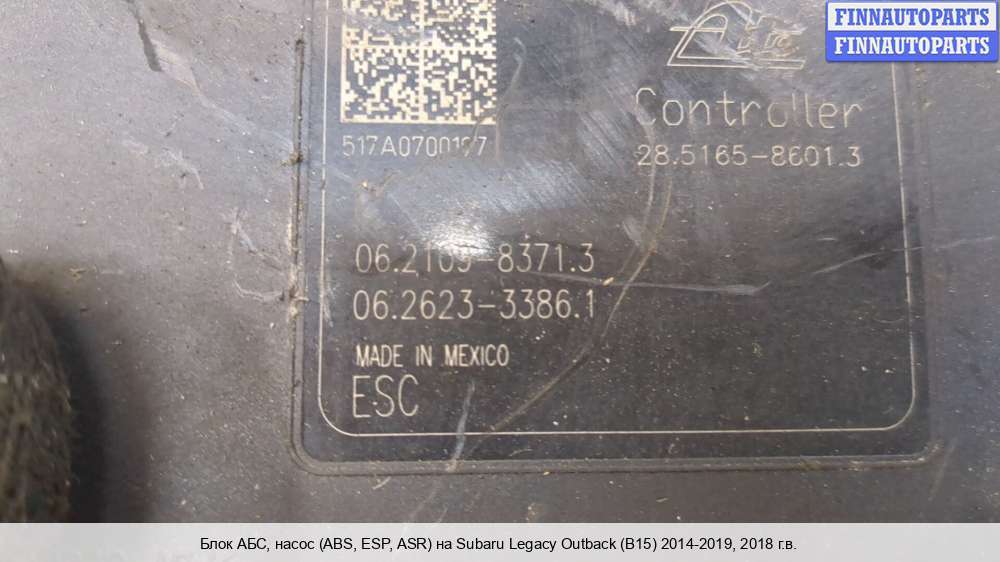 FINNAUTOPARTS
FINNAUTOPARTS
Ate
Controller
517A0700197
28.5165-8601.3
06.2109-8371.3
06.2623-3386.1
MADE IN MEXICO
ESC
Блок АБС, насос (ABS, ESP, ASR) на Subaru Legacy Outback (B15) 2014-2019, 2018 г.в.